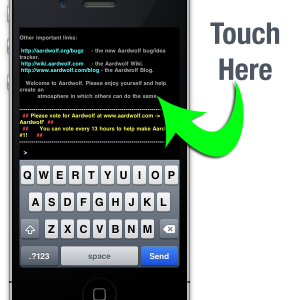 Touch
Here
Other important links:
http://aardwolf.org/bugz - the new Aardwolf bug/idea
tracker.
http://wiki.aardwolf.com - the Aardwolf Wiki.
http://www.aardwolf.com/blog - the Aardwolf Blog.
Welcome to Aardwolf. Please enjoy yourself and help
create an
atmosphere in which others can do the same.
## Please vote for Aardwolf at www.aardwolf.com ->
Aardwolf' ##
## You can vote every 13 hours to help make Aard
#1! ##
>
Q W E R T Y U I O P
A S D F G H J K L
Z X C V B N M
.?123 space Send